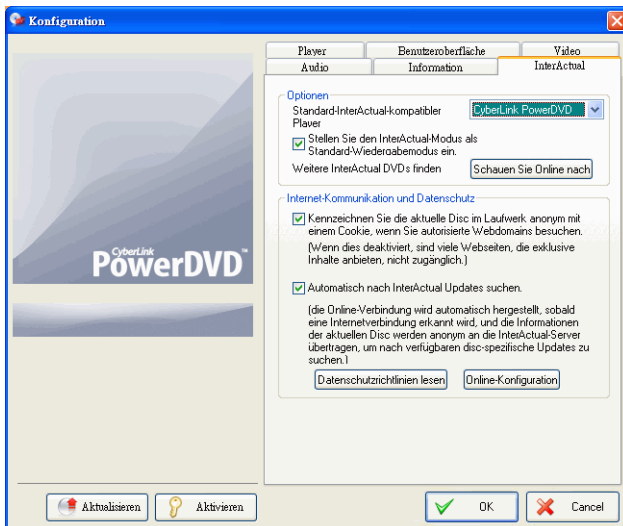 Konfiguration
Player
Benutzeroberfläche
Video
Audio
Information
InterActual
CyberLink
PowerDVD™
Optionen
Standard-InterActual-kompatibler
Player
CyberLink PowerDVD
Stellen Sie den InterActual-Modus als
Standard-Wiedergabemodus ein.
Weitere InterActual DVDs finden
Schauen Sie Online nach
Internet-Kommunikation und Datenschutz
Kennzeichnen Sie die aktuelle Disc im Laufwerk anonym mit
einem Cookie, wenn Sie autorisierte Webdomains besuchen.
(Wenn dies deaktiviert, sind viele Webseiten, die exklusive
Inhalte anbieten, nicht zugänglich.)
Automatisch nach InterActual Updates suchen.
(die Online-Verbindung wird automatisch hergestellt, sobald
eine Internetverbindung erkannt wird, und die Informationen
der aktuellen Disc werden anonym an die InterActual-Server
übertragen, um nach verfügbaren disc-spezifische Updates zu
suchen.)
Datenschutzrichtlinien lesen
Online-Konfiguration
Aktualisieren
Aktivieren
OK
Cancel